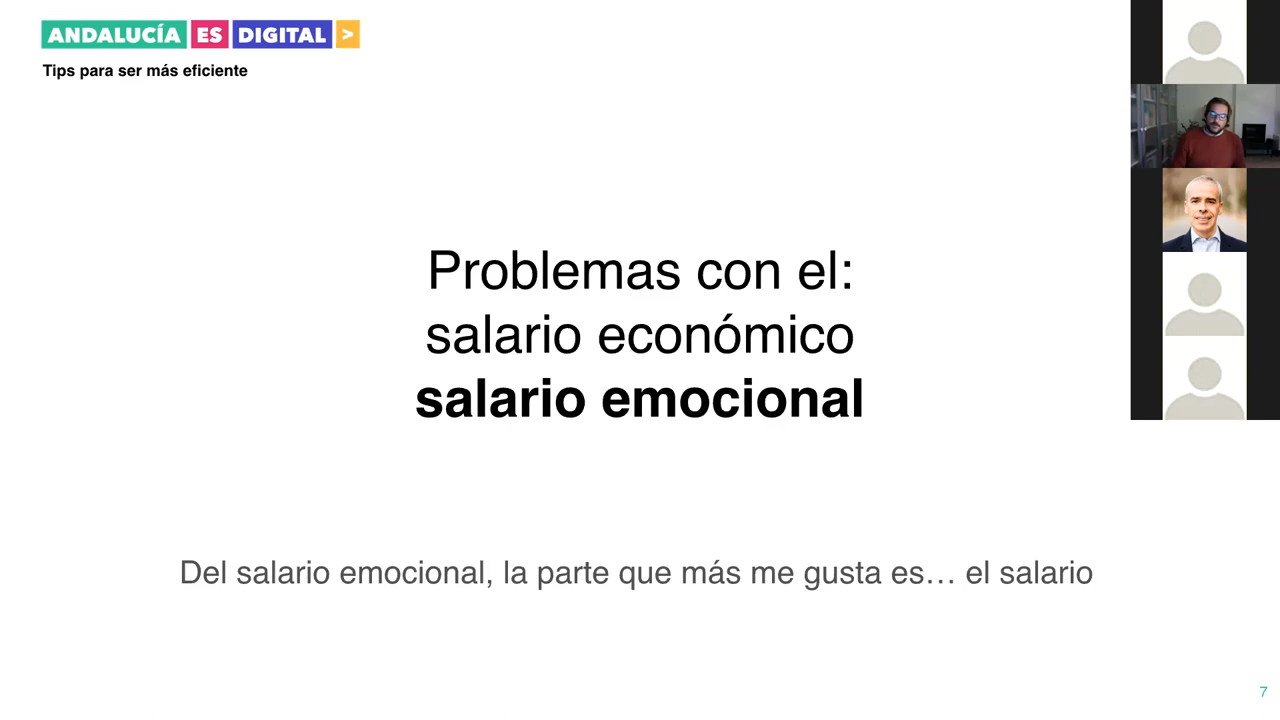 ANDALUCÍA ES DIGITAL >
Tips para ser más eficiente
Problemas con el:
salario económico
salario emocional
Del salario emocional, la parte que más me gusta es… el salario
7